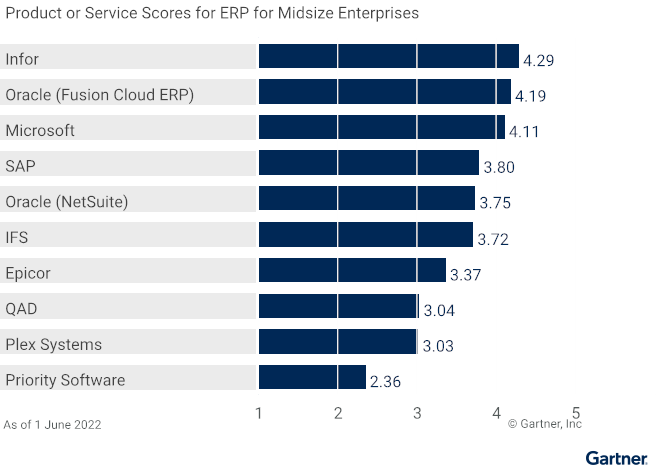 Product or Service Scores for ERP for Midsize Enterprises
Infor 4.29
Oracle (Fusion Cloud ERP) 4.19
Microsoft 4.11
SAP 3.80
Oracle (NetSuite) 3.75
IFS 3.72
Epicor 3.37
QAD 3.04
Plex Systems 3.03
Priority Software 2.36
1 2 3 4 5
As of 1 June 2022 © Gartner, Inc
Gartner